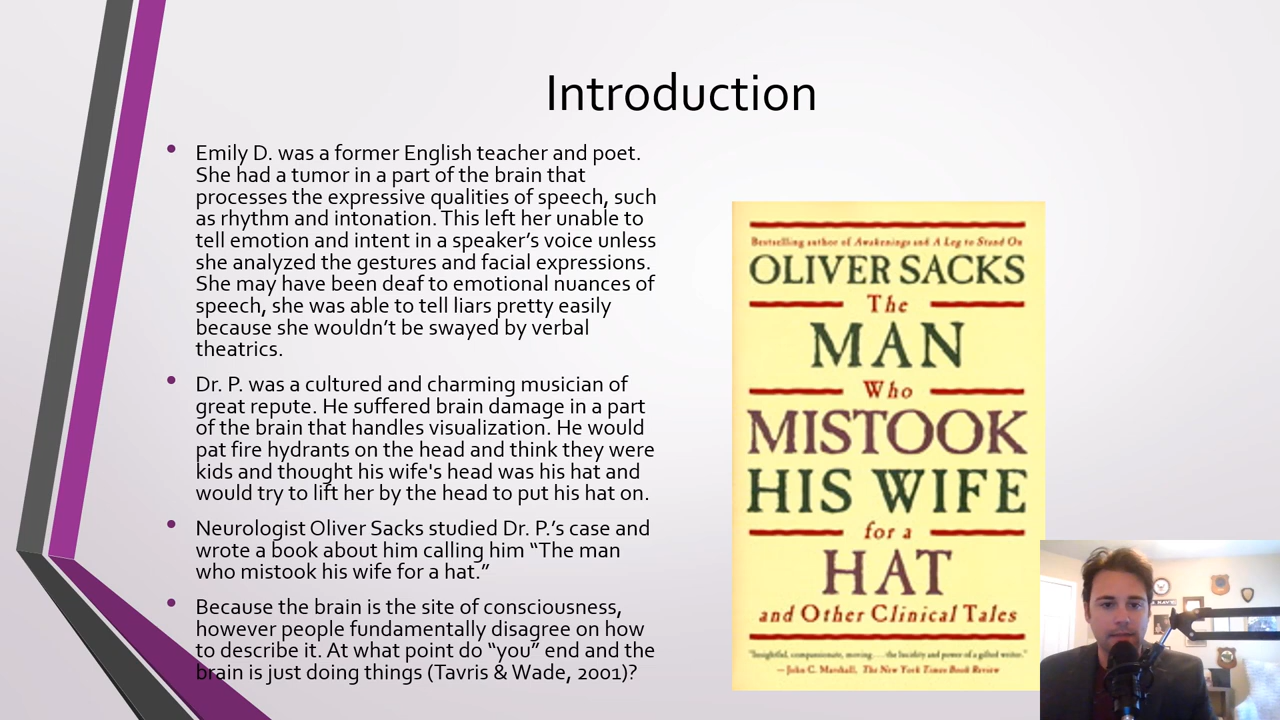 Introduction
Emily D. was a former English teacher and poet.
She had a tumor in a part of the brain that
processes the expressive qualities of speech, such
as rhythm and intonation. This left her unable to
tell emotion and intent in a speaker’s voice unless
she analyzed the gestures and facial expressions.
She may have been deaf to emotional nuances of
speech, she was able to tell liars pretty easily
because she wouldn’t be swayed by verbal
theatrics.
Dr. P. was a cultured and charming musician of
great repute. He suffered brain damage in a part
of the brain that handles visualization. He would
pat fire hydrants on the head and think they were
kids and thought his wife's head was his hat and
would try to lift her by the head to put his hat on.
Neurologist Oliver Sacks studied Dr. P.’s case and
wrote a book about him calling him “The man
who mistook his wife for a hat.”
Because the brain is the site of consciousness,
however people fundamentally disagree on how
to describe it. At what point do “you” end and the
brain is just doing things (Tavris & Wade, 2001)?
Bestselling author of Awakenings and A Leg to Stand On
OLIVER SACKS
The
MAN
Who
MISTOOK
HIS WIFE
for a
HAT
and Other Clinical Tales
"Insightful, compassionate, moving . . . the lucidity and power of a gifted writer."
— John C. Marshall, The New York Times Book Review